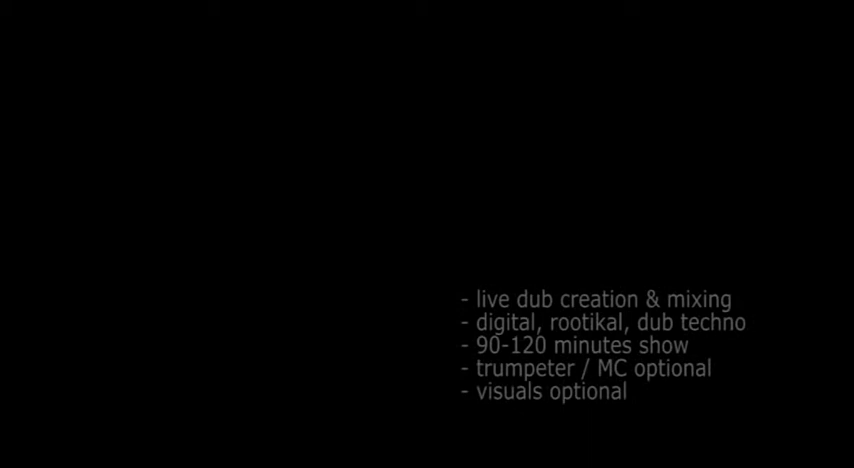 - live dub creation & mixing
- digital, rootikal, dub techno
- 90-120 minutes show
- trumpeter / MC optional
- visuals optional